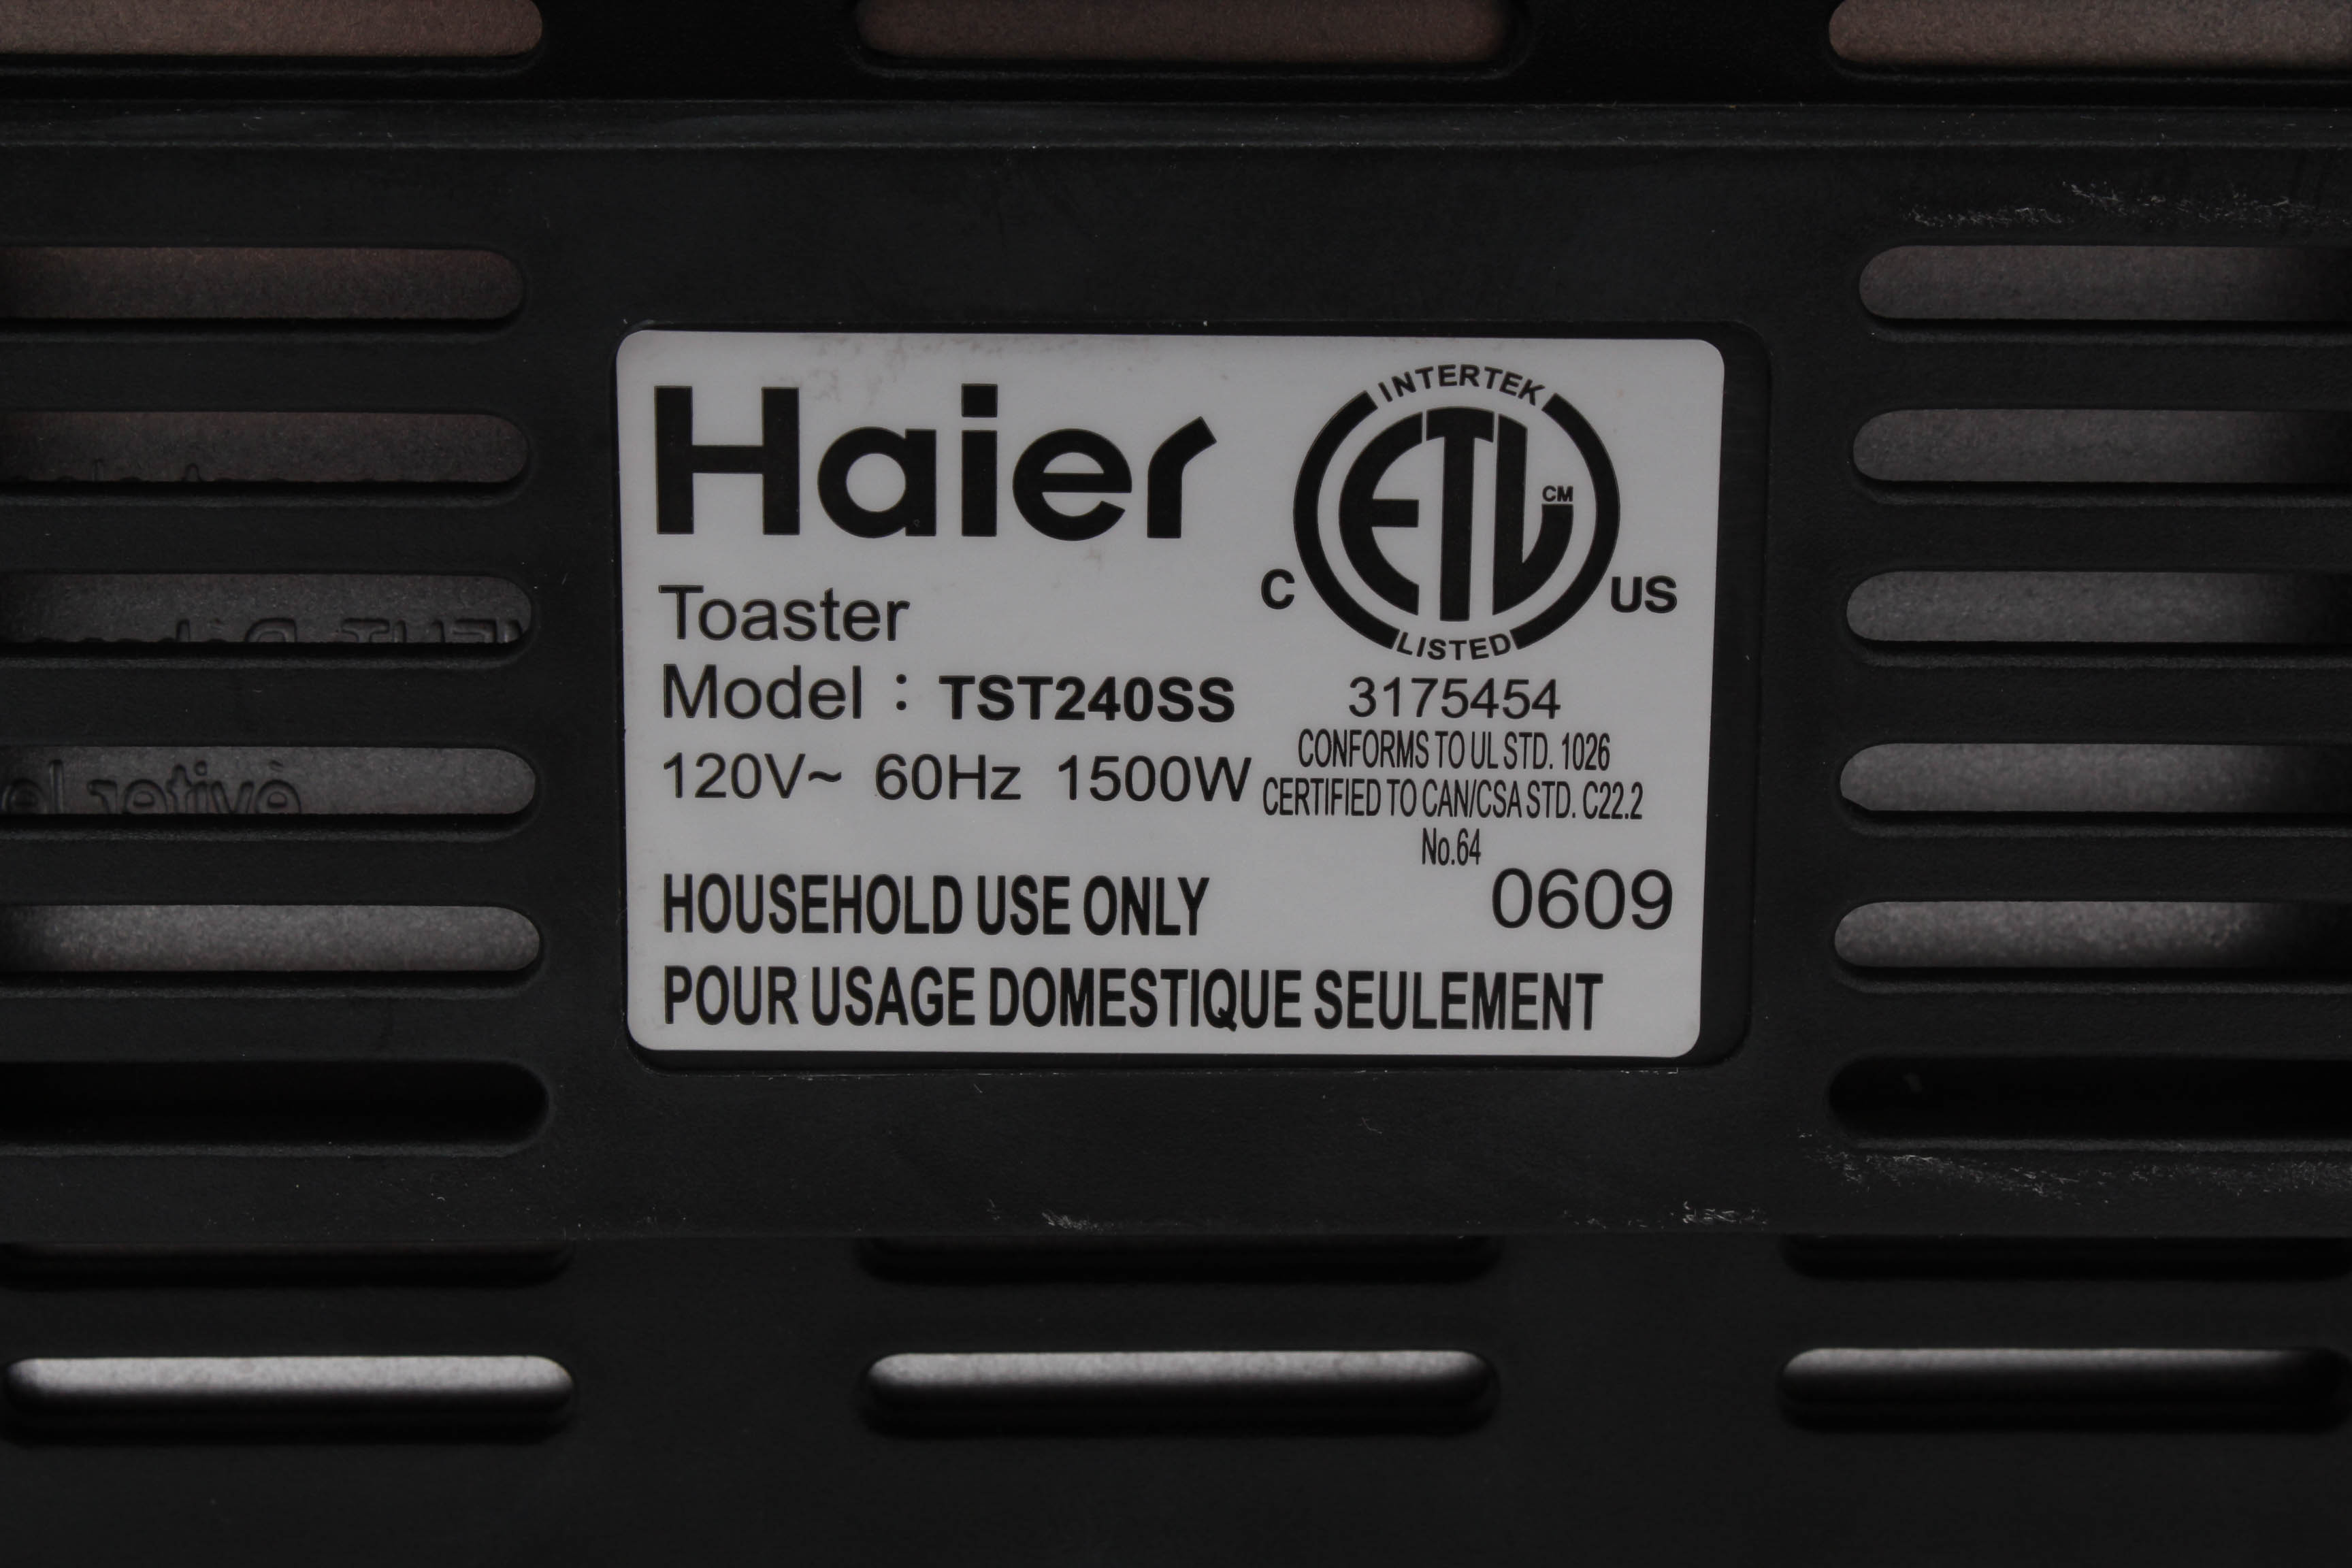 Haier
INTERTEK
ETL CM
C US
LISTED
Toaster
Model : TST240SS
3175454
120V~ 60Hz 1500W
CONFORMS TO UL STD. 1026
CERTIFIED TO CAN/CSA STD. C22.2
No.64
HOUSEHOLD USE ONLY
0609
POUR USAGE DOMESTIQUE SEULEMENT